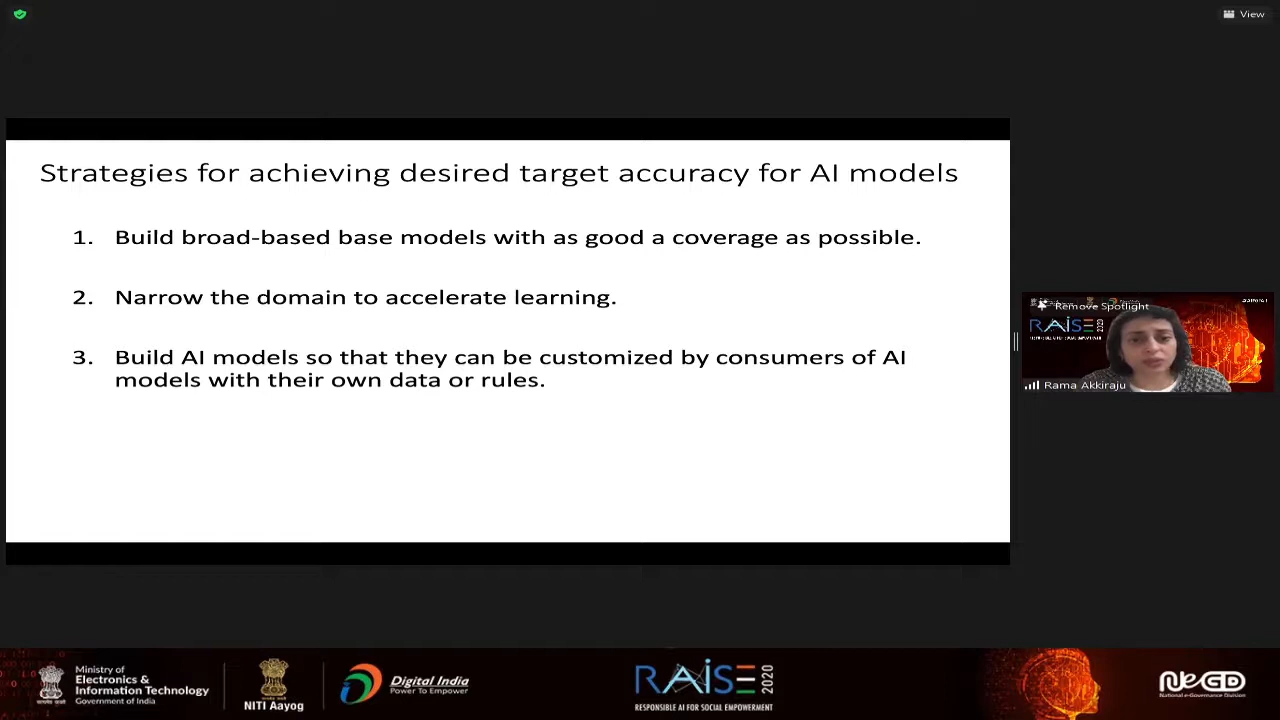 View
Strategies for achieving desired target accuracy for AI models
1. Build broad-based base models with as good a coverage as possible.
2. Narrow the domain to accelerate learning.
3. Build AI models so that they can be customized by consumers of AI
models with their own data or rules.
Remove Spotlight
RAISE 2020
Rama Akkiraju
Ministry of
Electronics &
Information Technology
Government of India
NITI Aayog
Digital India
Power To Empower
RAISE 2020
RESPONSIBLE AI FOR SOCIAL EMPOWERMENT
NeGD
National e-Governance Division